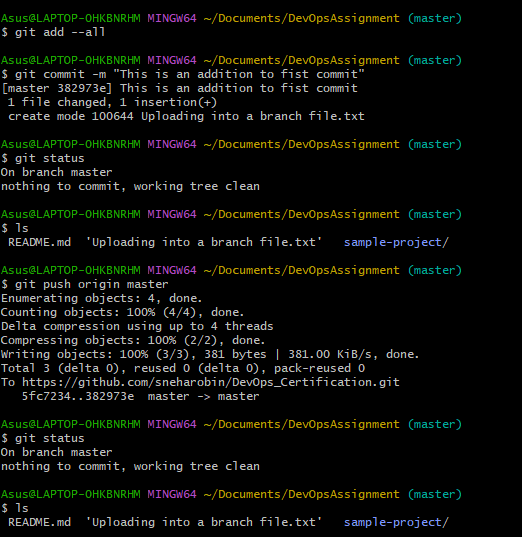 Asus@LAPTOP-OHKBNRHM MINGW64 ~/Documents/DevOpsAssignment (master)
$ git add --all
Asus@LAPTOP-OHKBNRHM MINGW64 ~/Documents/DevOpsAssignment (master)
$ git commit -m "This is an addition to fist commit"
[master 382973e] This is an addition to fist commit
 1 file changed, 1 insertion(+)
 create mode 100644 Uploading into a branch file.txt
Asus@LAPTOP-OHKBNRHM MINGW64 ~/Documents/DevOpsAssignment (master)
$ git status
On branch master
nothing to commit, working tree clean
Asus@LAPTOP-OHKBNRHM MINGW64 ~/Documents/DevOpsAssignment (master)
$ ls
 README.md  'Uploading into a branch file.txt'   sample-project/
Asus@LAPTOP-OHKBNRHM MINGW64 ~/Documents/DevOpsAssignment (master)
$ git push origin master
Enumerating objects: 4, done.
Counting objects: 100% (4/4), done.
Delta compression using up to 4 threads
Compressing objects: 100% (2/2), done.
Writing objects: 100% (3/3), 381 bytes | 381.00 KiB/s, done.
Total 3 (delta 0), reused 0 (delta 0), pack-reused 0
To https://github.com/sneharobin/DevOps_Certification.git
   5fc7234..382973e  master -> master
Asus@LAPTOP-OHKBNRHM MINGW64 ~/Documents/DevOpsAssignment (master)
$ git status
On branch master
nothing to commit, working tree clean
Asus@LAPTOP-OHKBNRHM MINGW64 ~/Documents/DevOpsAssignment (master)
$ ls
 README.md  'Uploading into a branch file.txt'   sample-project/